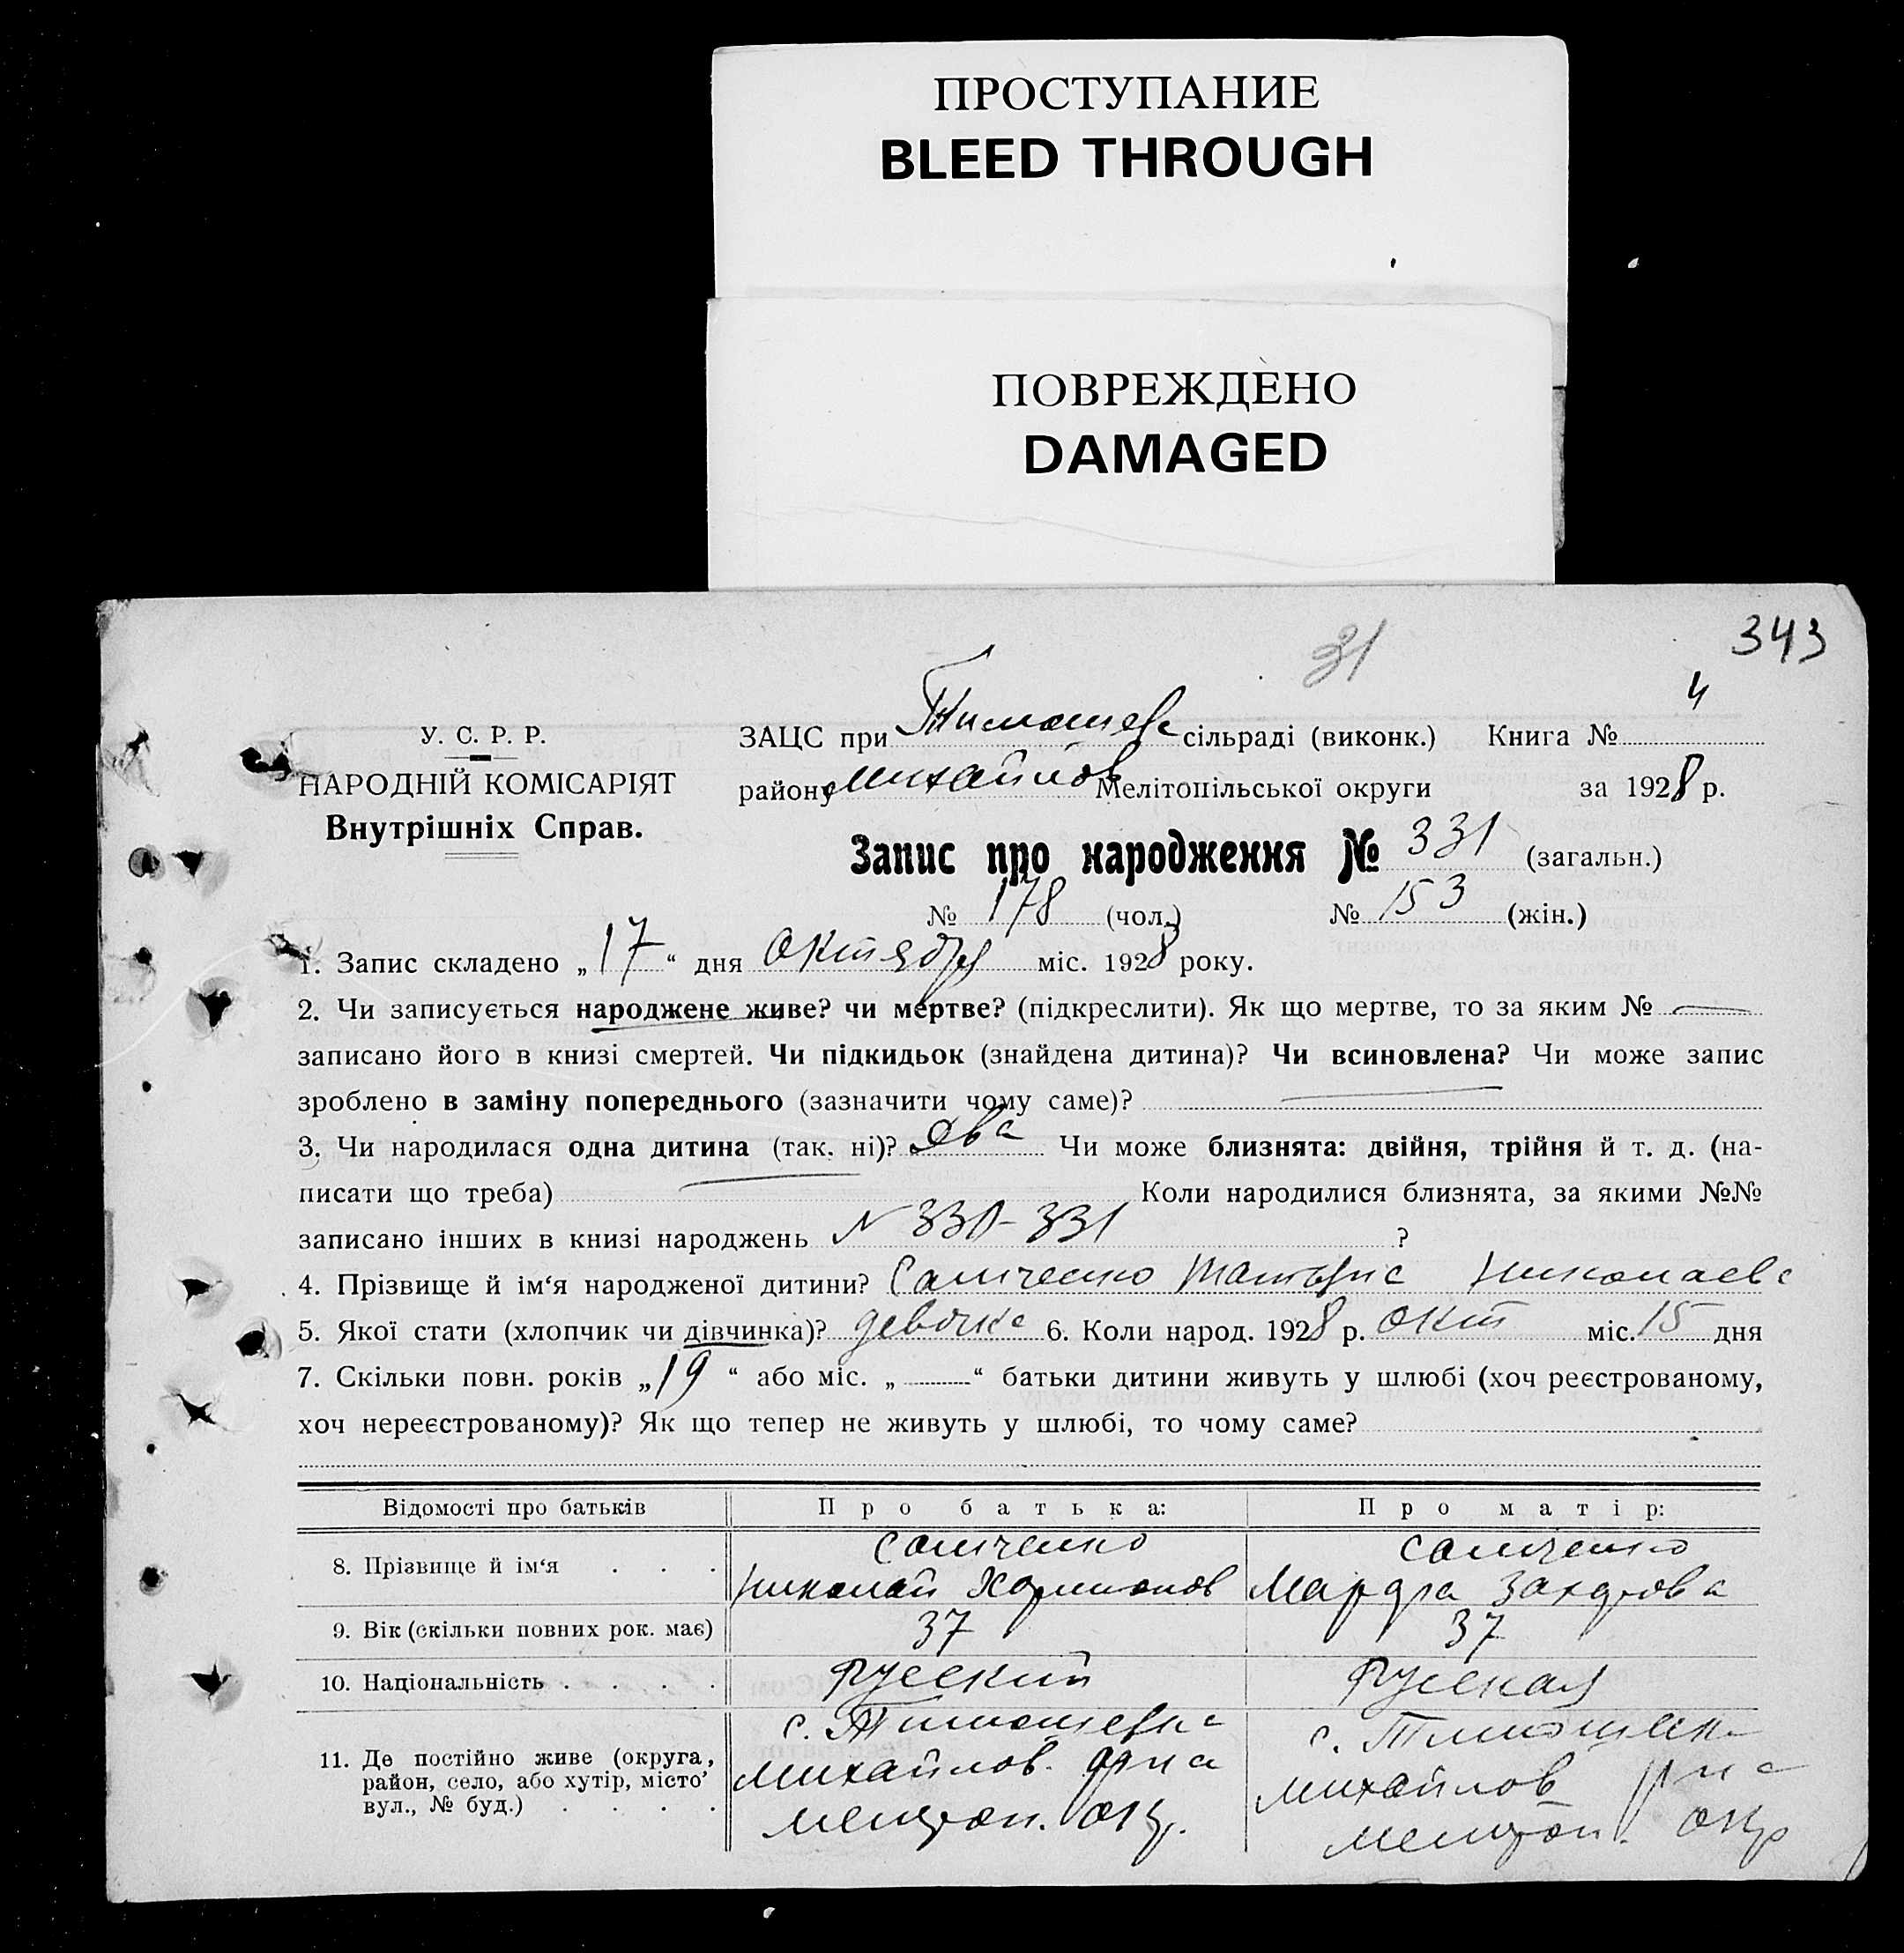 ПРОСТУПАНИЕ
BLEED THROUGH
ПОВРЕЖДЕНО
DAMAGED
31
343
У. С. Р. Р.
НАРОДНІЙ КОМІСАРІЯТ
Внутрішніх Справ.
ЗАЦС при Тимошев сільраді (виконк.) Книга № 4
району Михайлов Мелітопільської округи за 1928 р.
Запис про народження № 331 (загальн.)
№ 178 (чол.) № 153 (жін.)
1. Запис складено „17“ дня октября міс. 1928 року.
2. Чи записується народжене живе? чи мертве? (підкреслити). Як що мертве, то за яким № —
записано його в книзі смертей. Чи підкидьок (знайдена дитина)? Чи всиновлена? Чи може запис
зроблено в заміну попереднього (зазначити чому саме)? —
3. Чи народилася одна дитина (так. ні)? два Чи може близнята: двійня, трійня й т. д. (на-
писати що треба) — Коли народилися близнята, за якими №№
записано інших в книзі народжень N 330-331 ?
4. Прізвище й ім‘я народженої дитини? Татьяна Николаев
5. Якої стати (хлопчик чи дівчинка)? девочка 6. Коли народ. 1928 р. окт міс. 15 дня
7. Скільки повн. років „19“ або міс. „—“ батьки дитини живуть у шлюбі (хоч реєстрованому,
хоч нереєстрованому)? Як що тепер не живуть у шлюбі, то чому саме?
Відомості про батьків Про батька: Про матір:
8. Прізвище й ім‘я . . .
Николай Марфа Захарова
9. Вік (скільки повних рок. має) 37 37
10. Національність . . . . Русский Русская
11. Де постійно живе (округа, район, село, або хутір, місто’ вул., № буд.) . . . .
с. Тимошевка
Михайлов. рна
мелитоп. окр.
с. Тимошевка
Михайлов рна
мелитоп. окр